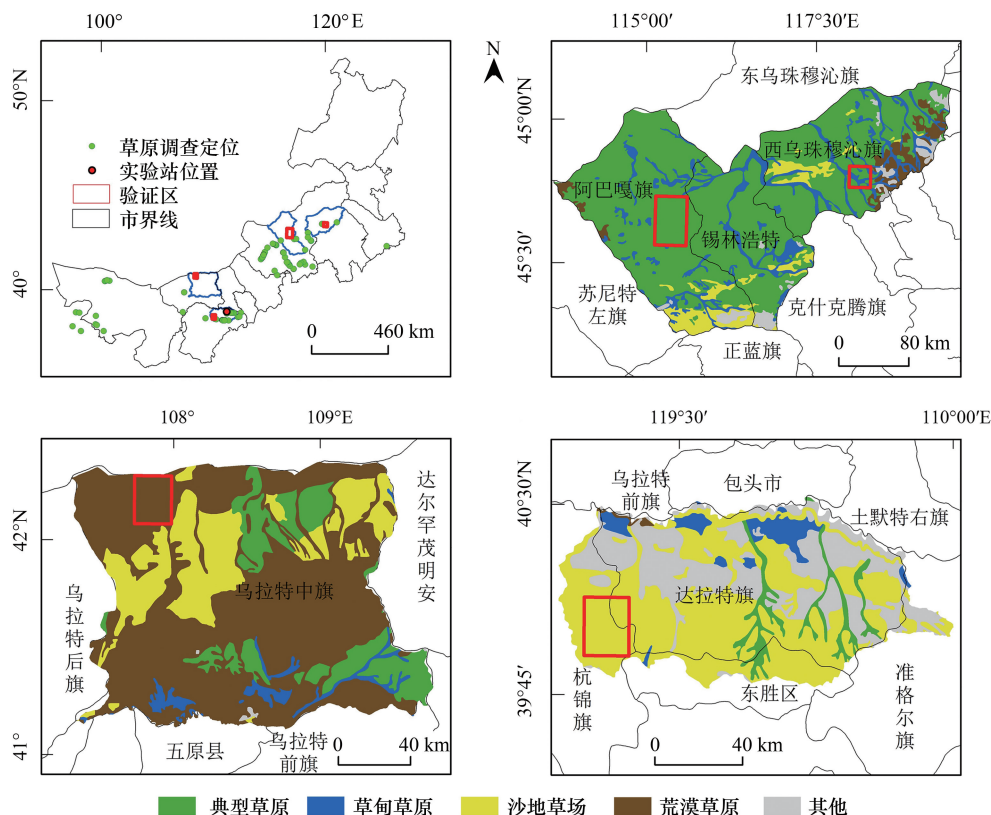 100° 120°E
50°N
40°
草原调查定位
实验站位置
验证区
市界线
0 460 km
N
115°00′ 117°30′
45°00′N
45°30′
东乌珠穆沁旗
西乌珠穆沁旗
阿巴嘎旗
锡林浩特
苏尼特
左旗
克什克腾旗
正蓝旗
0 80 km
108° 109°E
42°N
41°
达尔罕茂明安
乌拉特中旗
乌拉特后旗
五原县
乌拉特
前旗
0 40 km
119°30′ 110°00′E
40°30′N
39°45′
乌拉特
前旗
包头市
土默特右旗
达拉特旗
杭锦旗
东胜区
准格尔旗
0 40 km
典型草原 草甸草原 沙地草场 荒漠草原 其他